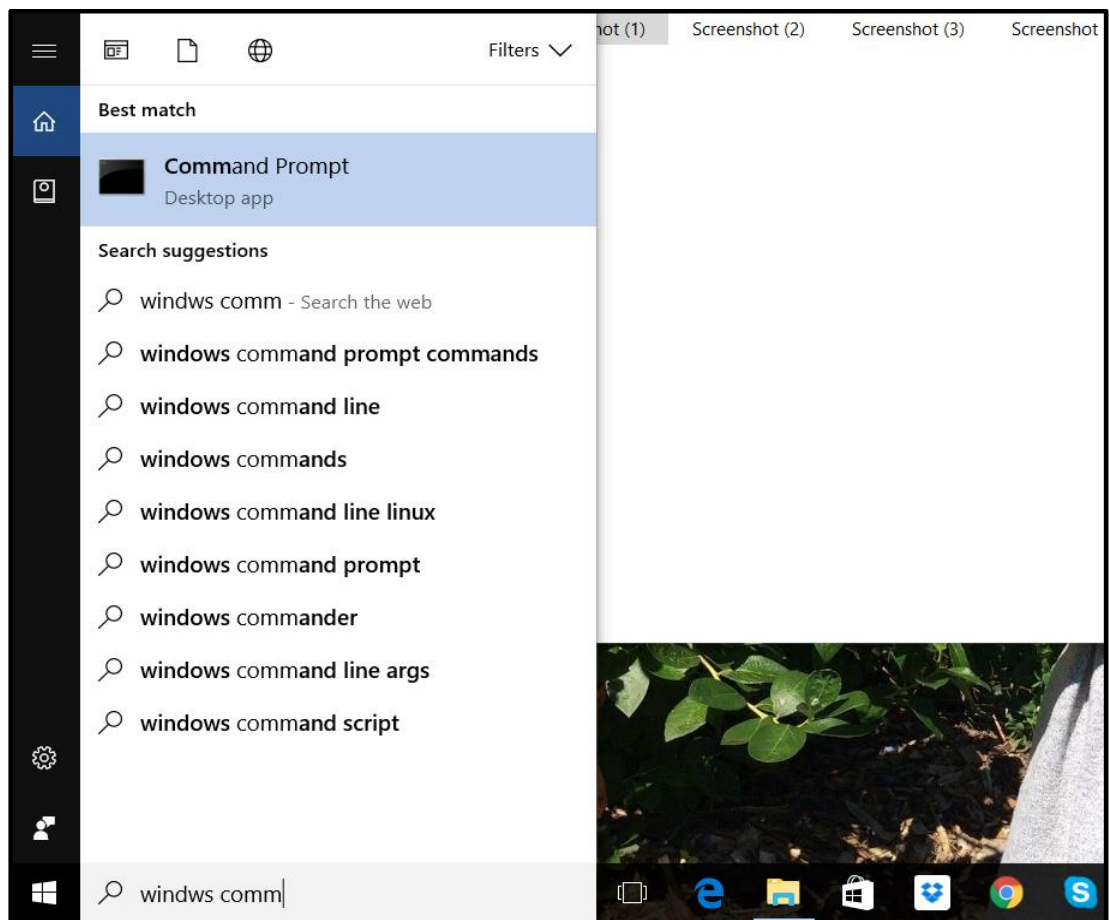 Filters
hot (1) Screenshot (2) Screenshot (3) Screenshot
Best match
Command Prompt
Desktop app
Search suggestions
windws comm - Search the web
windows command prompt commands
windows command line
windows commands
windows command line linux
windows command prompt
windows commander
windows command line args
windows command script
windws comm